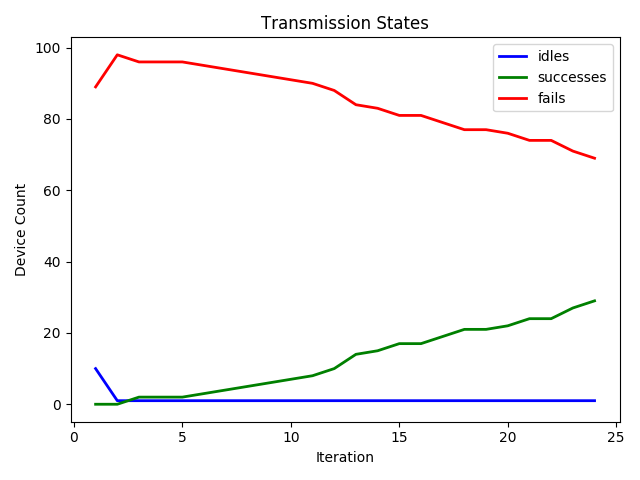 Transmission States
idles
successes
fails
Device Count
100
80
60
40
20
0
0 5 10 15 20 25
Iteration